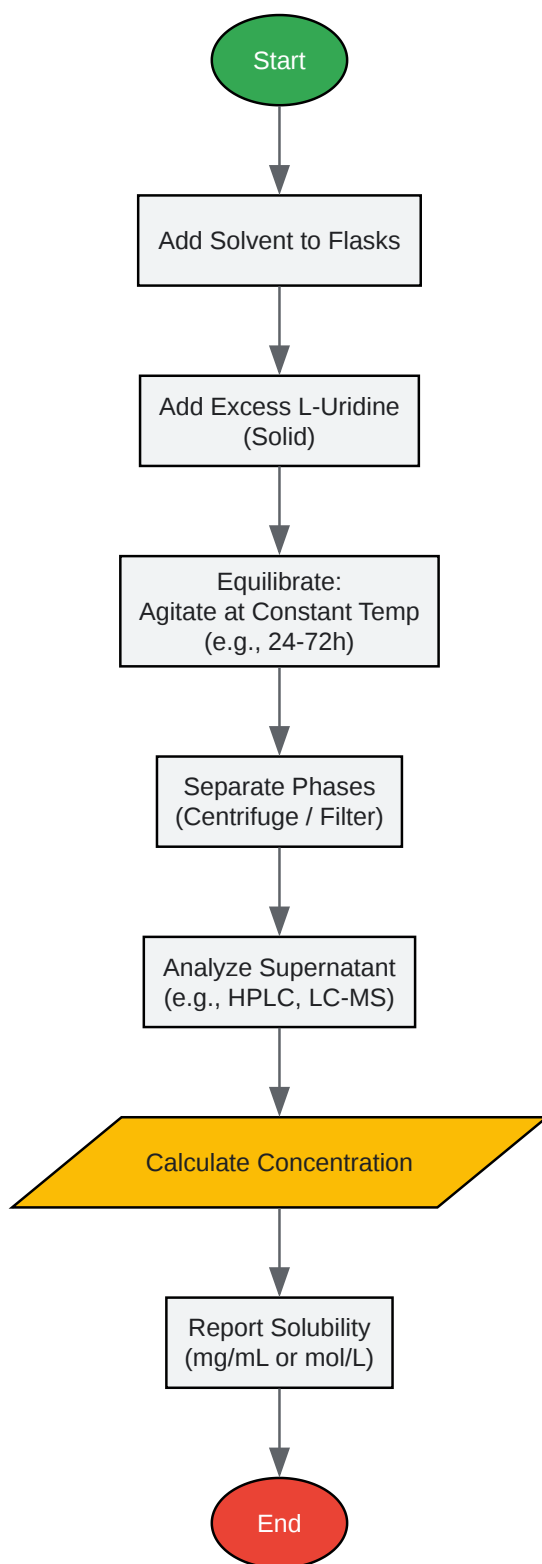 Start
Add Solvent to Flasks
Add Excess L-Uridine
(Solid)
Equilibrate:
Agitate at Constant Temp
(e.g., 24-72h)
Separate Phases
(Centrifuge / Filter)
Analyze Supernatant
(e.g., HPLC, LC-MS)
Calculate Concentration
Report Solubility
(mg/mL or mol/L)
End